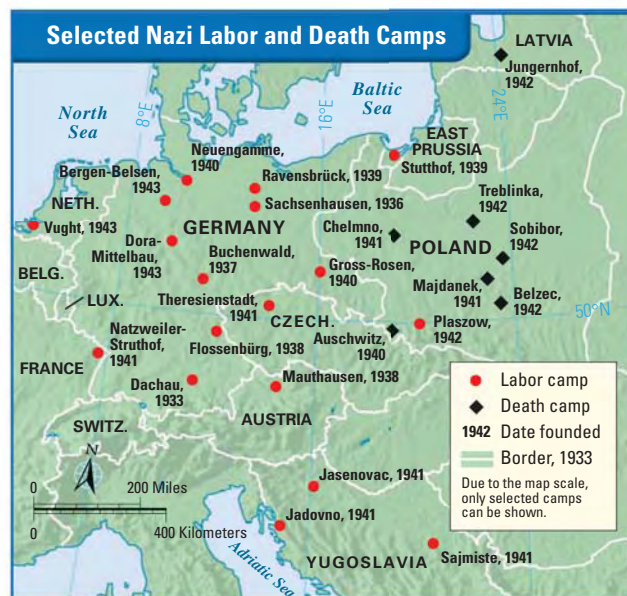 Selected Nazi Labor and Death Camps
LATVIA
Jungernhof,
1942
Baltic
Sea
North
Sea
8°E
16°E
24°E
EAST
PRUSSIA
Stutthof, 1939
Neuengamme,
1940
Bergen-Belsen,
1943
Ravensbrück, 1939
Sachsenhausen, 1936
NETH.
Vught, 1943
GERMANY
Treblinka,
1942
Chelmno,
1941
POLAND
Sobibor,
1942
Dora-
Mittelbau,
1943
Buchenwald,
1937
BELG.
Gross-Rosen,
1940
Majdanek,
1941
Belzec,
1942
LUX.
Theresienstadt,
1941
CZECH.
50°N
Plaszow,
1942
Auschwitz,
1940
Natzweiler-
Struthof,
1941
Flossenbürg, 1938
FRANCE
Dachau,
1933
Mauthausen, 1938
AUSTRIA
SWITZ.
N
0
200 Miles
0
400 Kilometers
Jasenovac, 1941
Jadovno, 1941
Adriatic Sea
YUGOSLAVIA
Sajmiste, 1941
Labor camp
Death camp
1942 Date founded
Border, 1933
Due to the map scale,
only selected camps
can be shown.